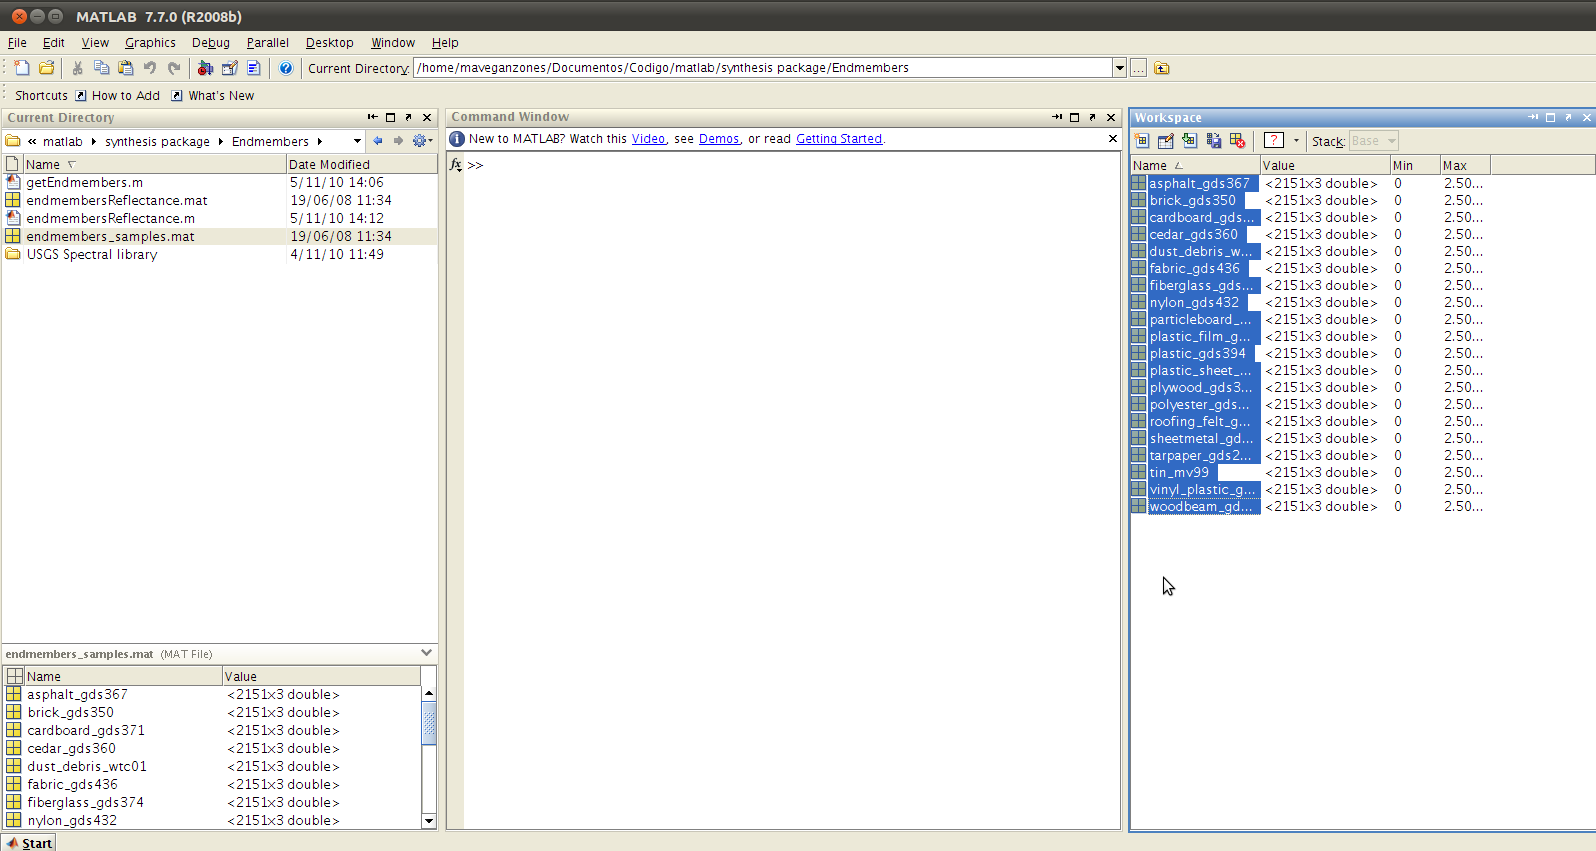 MATLAB 7.7.0 (R2008b)
File Edit View Graphics Debug Parallel Desktop Window Help
Current Directory: /home/maveganzones/Documentos/Codigo/matlab/synthesis package/Endmembers
Shortcuts How to Add What's New
Current Directory
« matlab synthesis package Endmembers
Name Date Modified
getEndmembers.m 5/11/10 14:06
endmembersReflectance.mat 19/06/08 11:34
endmembersReflectance.m 5/11/10 14:12
endmembers_samples.mat 19/06/08 11:34
USGS Spectral library 4/11/10 11:49
endmembers_samples.mat (MAT File)
Name Value
asphalt_gds367 <2151x3 double>
brick_gds350 <2151x3 double>
cardboard_gds371 <2151x3 double>
cedar_gds360 <2151x3 double>
dust_debris_wtc01 <2151x3 double>
fabric_gds436 <2151x3 double>
fiberglass_gds374 <2151x3 double>
nylon_gds432 <2151x3 double>
Start
Command Window
New to MATLAB? Watch this Video, see Demos, or read Getting Started.
fx >>
Workspace
Stack: Base
Name Value Min Max
asphalt_gds367 <2151x3 double> 0 2.50...
brick_gds350 <2151x3 double> 0 2.50...
cardboard_gds... <2151x3 double> 0 2.50...
cedar_gds360 <2151x3 double> 0 2.50...
dust_debris_w... <2151x3 double> 0 2.50...
fabric_gds436 <2151x3 double> 0 2.50...
fiberglass_gds... <2151x3 double> 0 2.50...
nylon_gds432 <2151x3 double> 0 2.50...
particleboard_... <2151x3 double> 0 2.50...
plastic_film_g... <2151x3 double> 0 2.50...
plastic_gds394 <2151x3 double> 0 2.50...
plastic_sheet_... <2151x3 double> 0 2.50...
plywood_gds3... <2151x3 double> 0 2.50...
polyester_gds... <2151x3 double> 0 2.50...
roofing_felt_g... <2151x3 double> 0 2.50...
sheetmetal_gd... <2151x3 double> 0 2.50...
tarpaper_gds2... <2151x3 double> 0 2.50...
tin_mv99 <2151x3 double> 0 2.50...
vinyl_plastic_g... <2151x3 double> 0 2.50...
woodbeam_gd... <2151x3 double> 0 2.50...